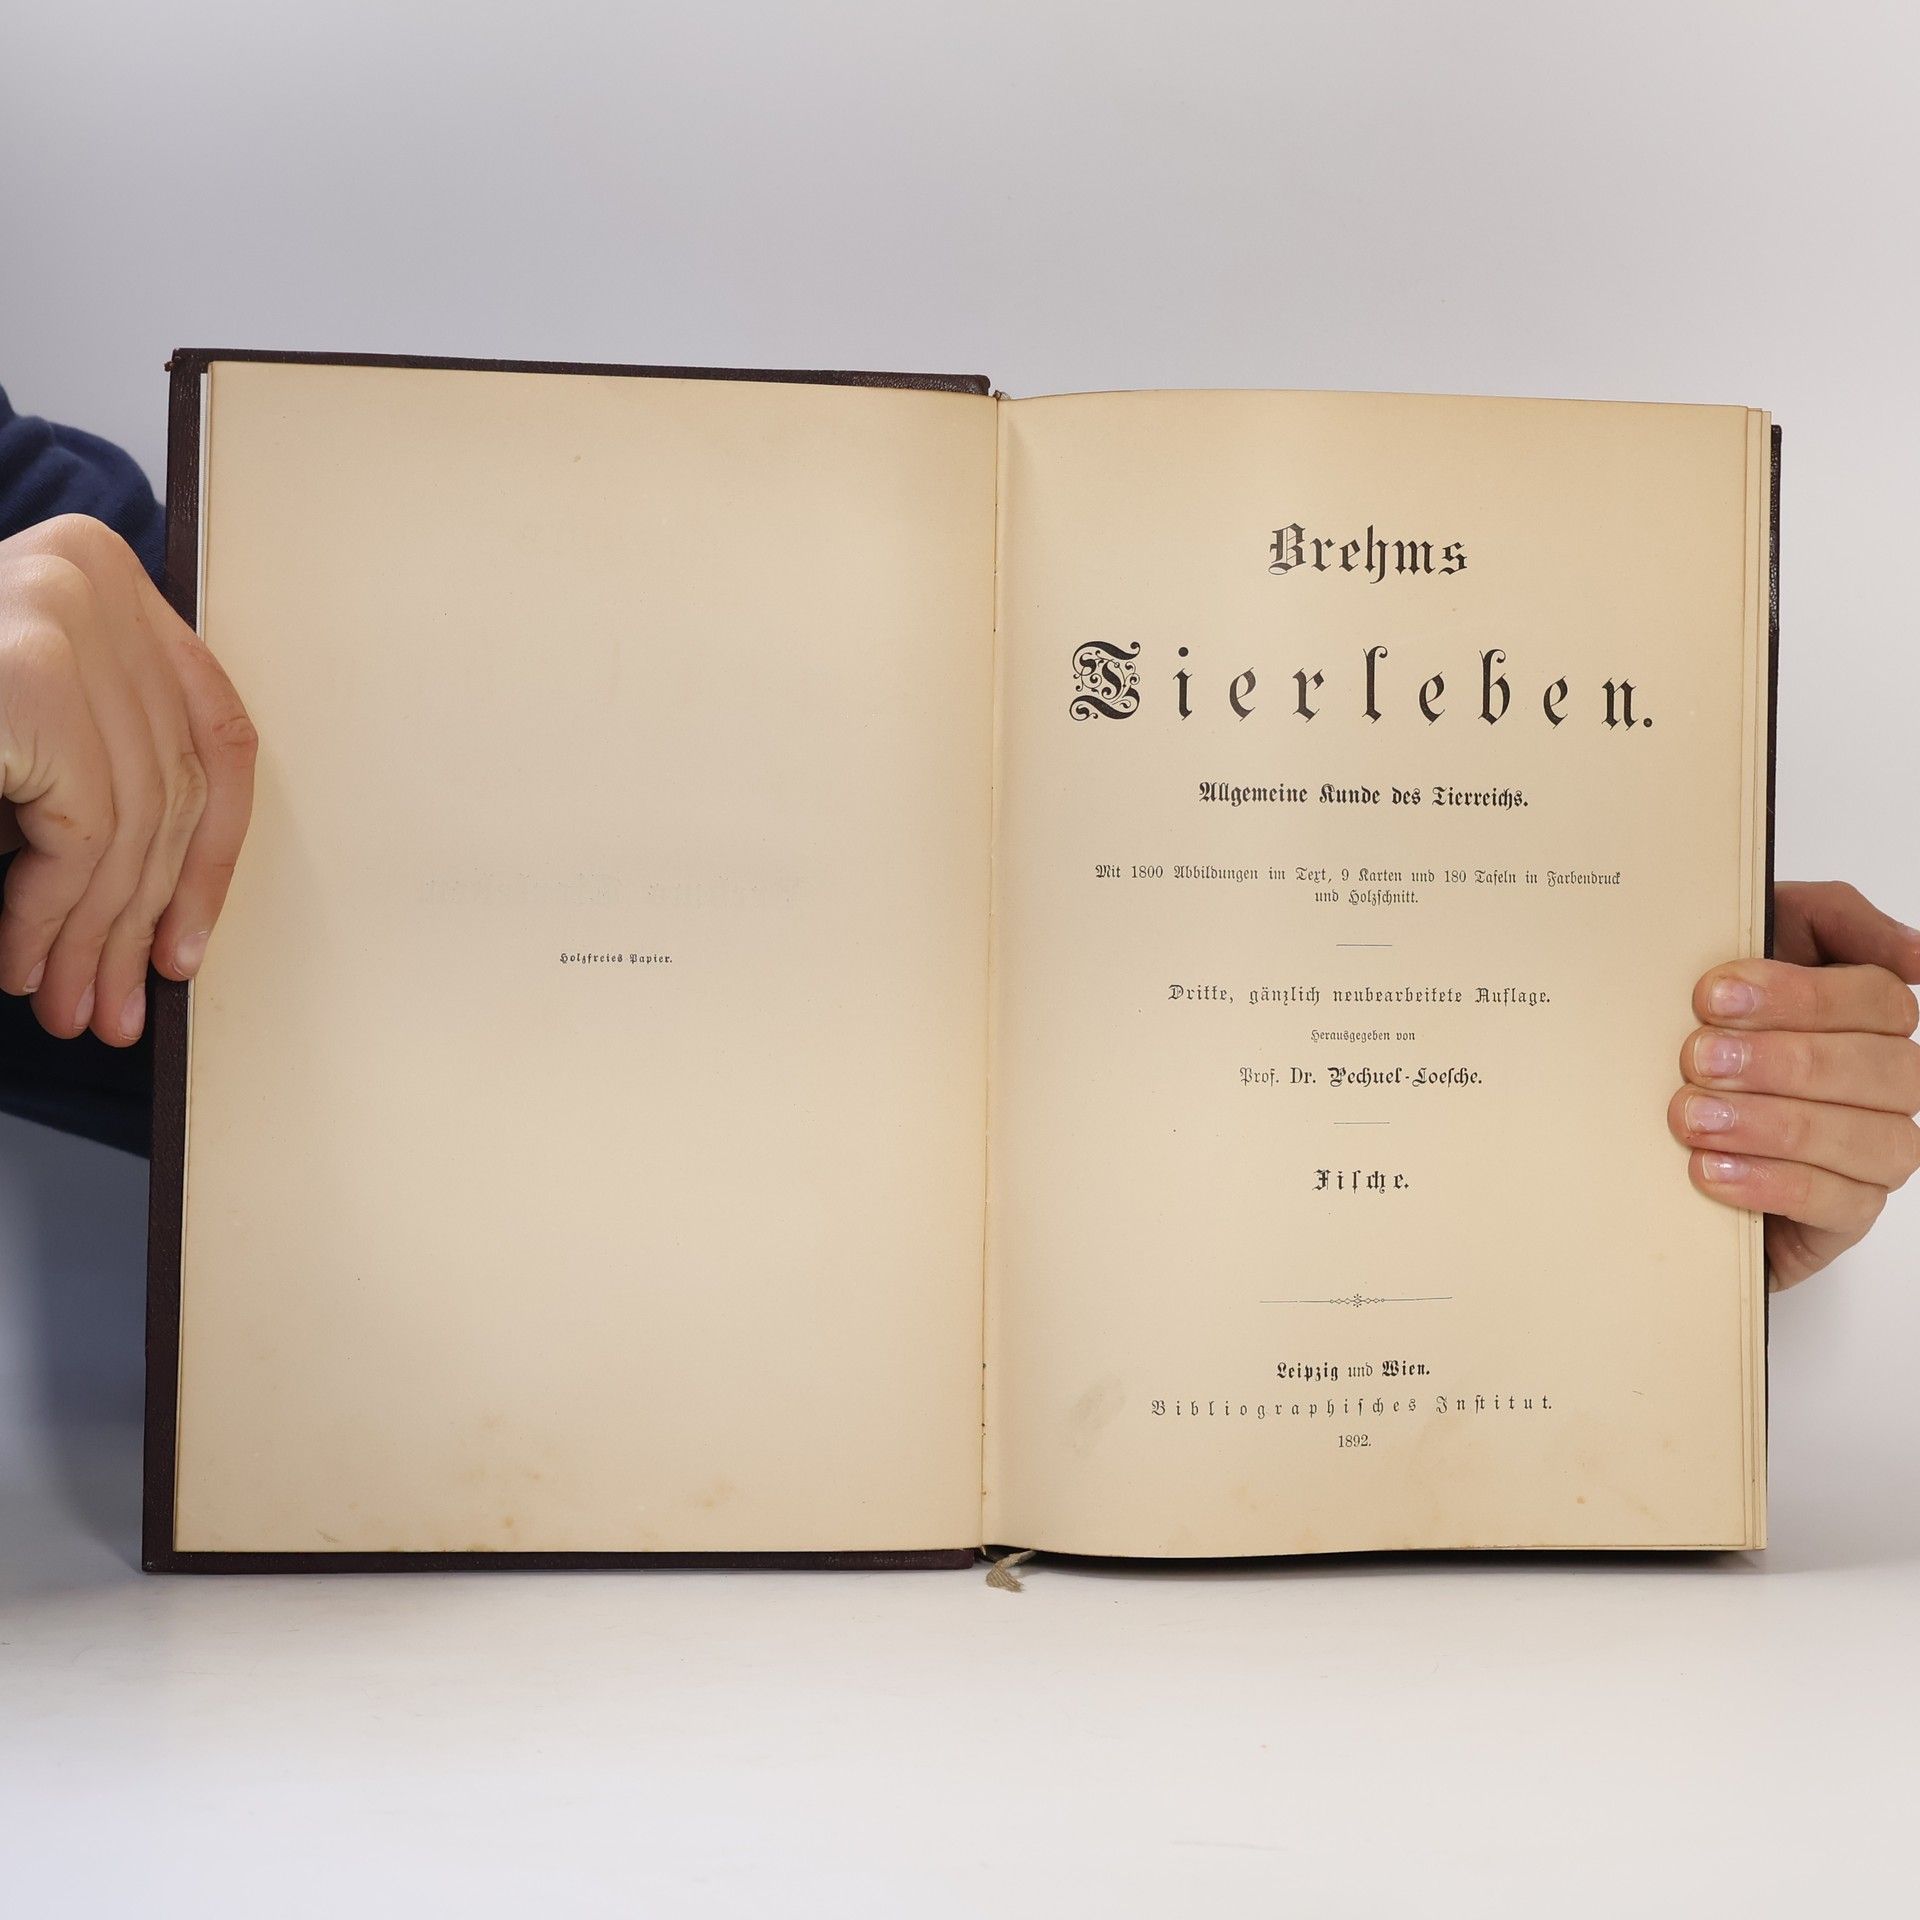 Holzfreies Papier.
Brehms
Tierleben.
Allgemeine Kunde des Tierreichs.
Mit 1800 Abbildungen im Text, 9 Karten und 180 Tafeln in Farbendruck
und Holzschnitt.
Dritte, gänzlich neubearbeitete Auflage.
Herausgegeben von
Prof. Dr. Pechuel-Loesche.
Fische.
Leipzig und Wien.
Bibliographisches Institut.
1892.